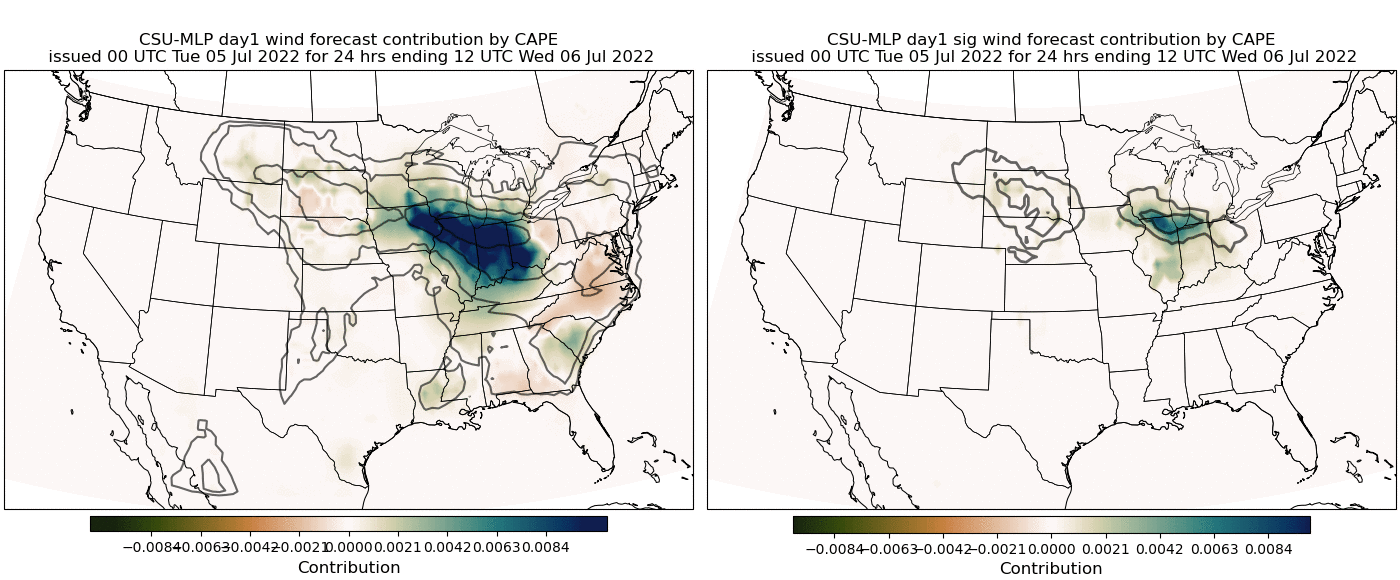 CSU-MLP day1 wind forecast contribution by CAPE
issued 00 UTC Tue 05 Jul 2022 for 24 hrs ending 12 UTC Wed 06 Jul 2022
−0.0084 −0.0063 −0.0042 −0.0021 0.0000 0.0021 0.0042 0.0063 0.0084
Contribution
CSU-MLP day1 sig wind forecast contribution by CAPE
issued 00 UTC Tue 05 Jul 2022 for 24 hrs ending 12 UTC Wed 06 Jul 2022
−0.0084 −0.0063 −0.0042 −0.0021 0.0000 0.0021 0.0042 0.0063 0.0084
Contribution